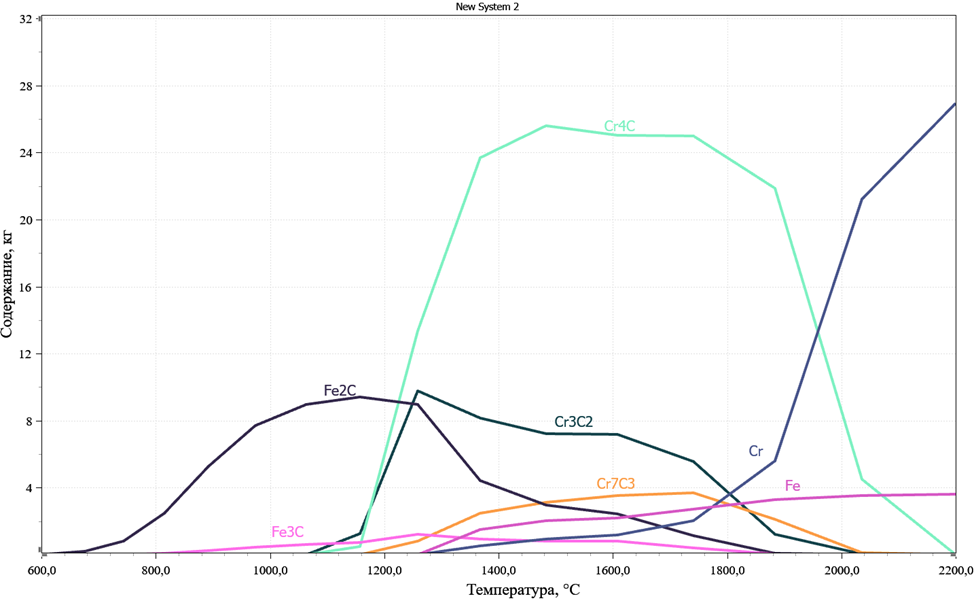 New System 2
32
28
24
20
16
12
8
4
Содержание, кг
Cr4C
Fe2C
Cr3C2
Cr
Cr7C3
Fe
Fe3C
600,0 800,0 1000,0 1200,0 1400,0 1600,0 1800,0 2000,0 2200,0
Температура, °C